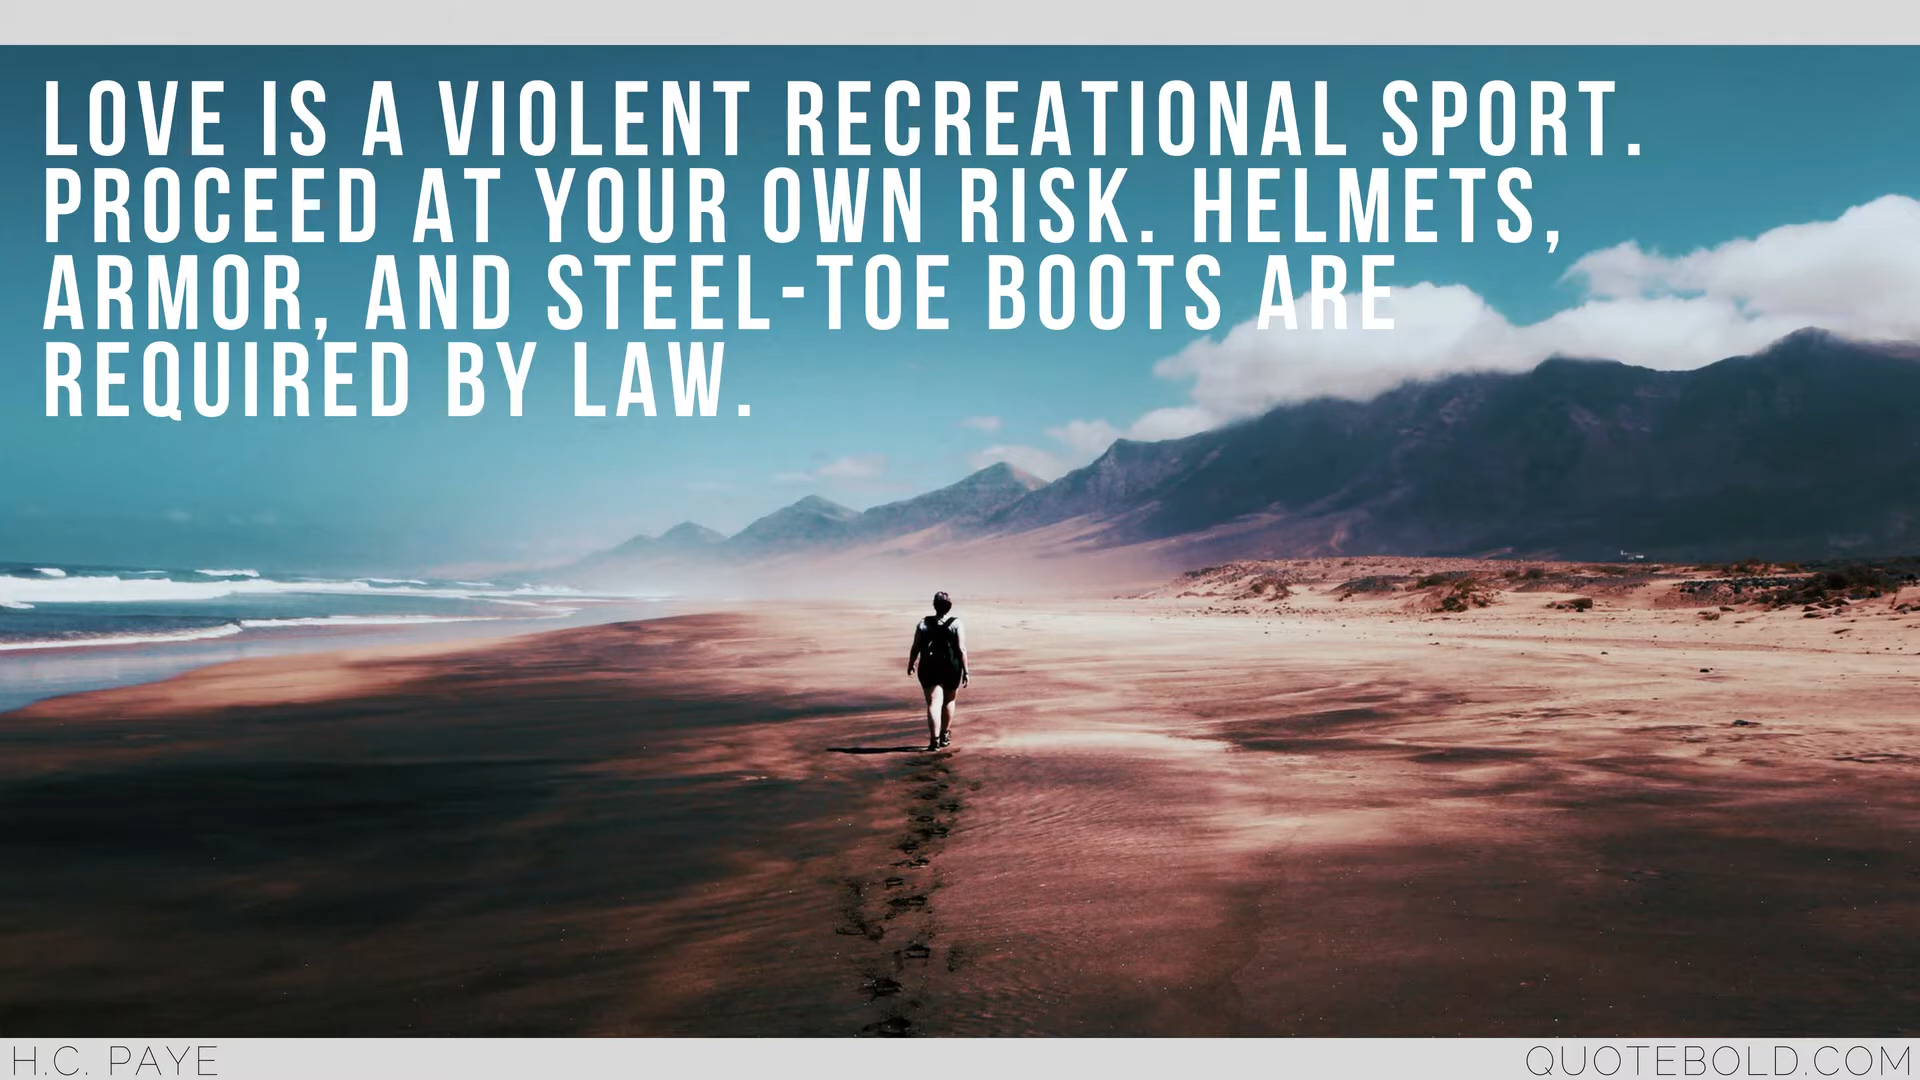 LOVE IS A VIOLENT RECREATIONAL SPORT.
PROCEED AT YOUR OWN RISK. HELMETS,
ARMOR, AND STEEL-TOE BOOTS ARE
REQUIRED BY LAW.
H.C. PAYE
QUOTEBOLD.COM